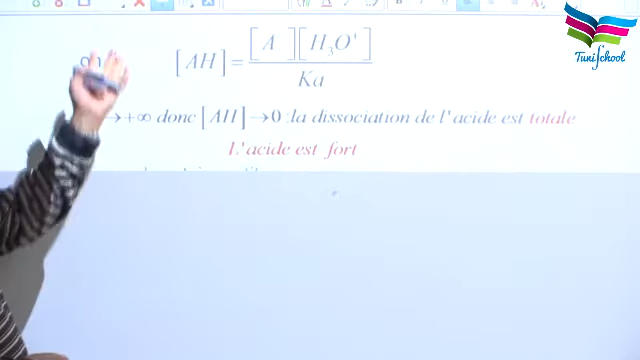 TuniSchool
[AH] = [A⁻][H₃O⁺] / Ka
→ +∞ donc [AH] → 0 : la dissociation de l'acide est totale
L'acide est fort